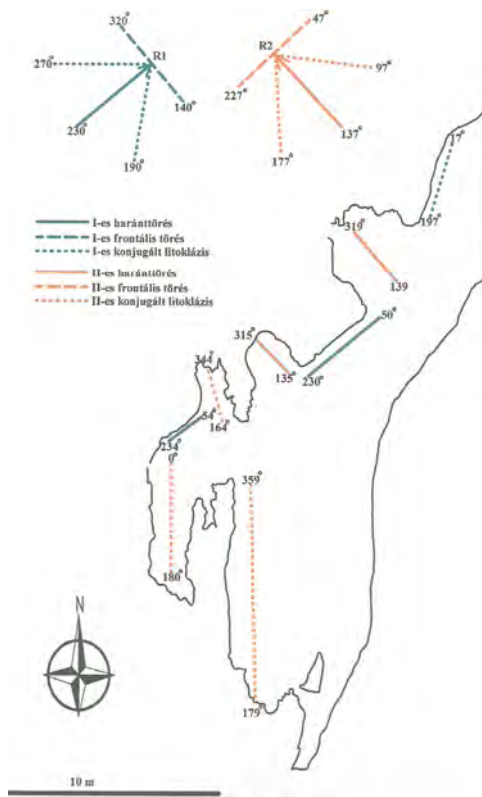 320°
R1
270°
140°
230°
190°
47°
R2
97°
227°
137°
177°
I-es haránttörés
I-es frontális törés
I-es konjugált litoklázis
II-es haránttörés
II-es frontális törés
II-es konjugált litoklázis
17°
197°
319°
139
50°
315°
135°
230°
344°
54°
164°
234°
0°
359°
180°
179°
N
10 m